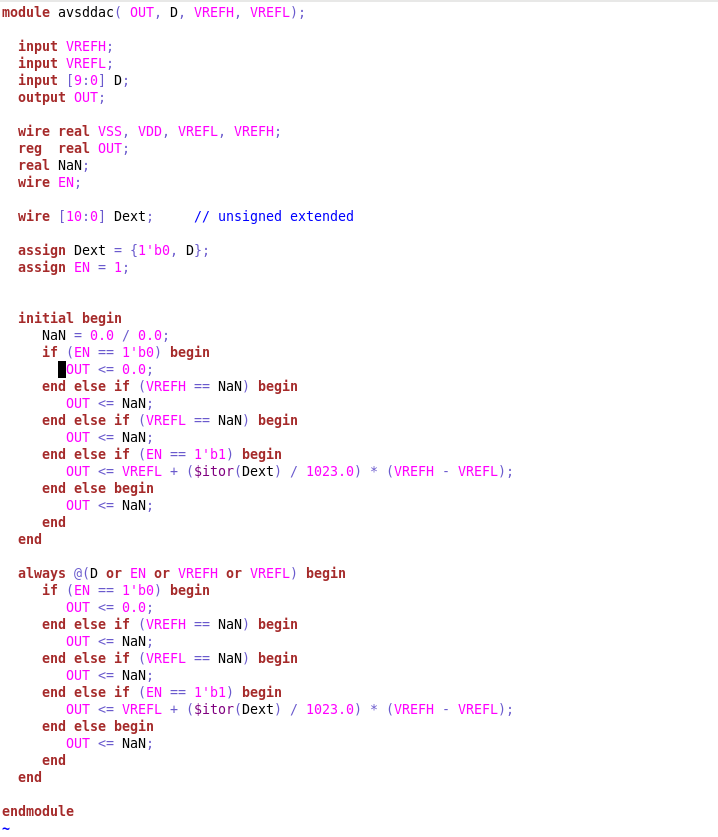 module avsddac( OUT, D, VREFH, VREFL);
input VREFH;
input VREFL;
input [9:0] D;
output OUT;
wire real VSS, VDD, VREFL, VREFH;
reg  real OUT;
real NaN;
wire EN;
wire [10:0] Dext;     // unsigned extended
assign Dext = {1'b0, D};
assign EN = 1;
initial begin
NaN = 0.0 / 0.0;
if (EN == 1'b0) begin
OUT <= 0.0;
end else if (VREFH == NaN) begin
OUT <= NaN;
end else if (VREFL == NaN) begin
OUT <= NaN;
end else if (EN == 1'b1) begin
OUT <= VREFL + ($itor(Dext) / 1023.0) * (VREFH - VREFL);
end else begin
OUT <= NaN;
end
end
always @(D or EN or VREFH or VREFL) begin
if (EN == 1'b0) begin
OUT <= 0.0;
end else if (VREFH == NaN) begin
OUT <= NaN;
end else if (VREFL == NaN) begin
OUT <= NaN;
end else if (EN == 1'b1) begin
OUT <= VREFL + ($itor(Dext) / 1023.0) * (VREFH - VREFL);
end else begin
OUT <= NaN;
end
end
endmodule
~